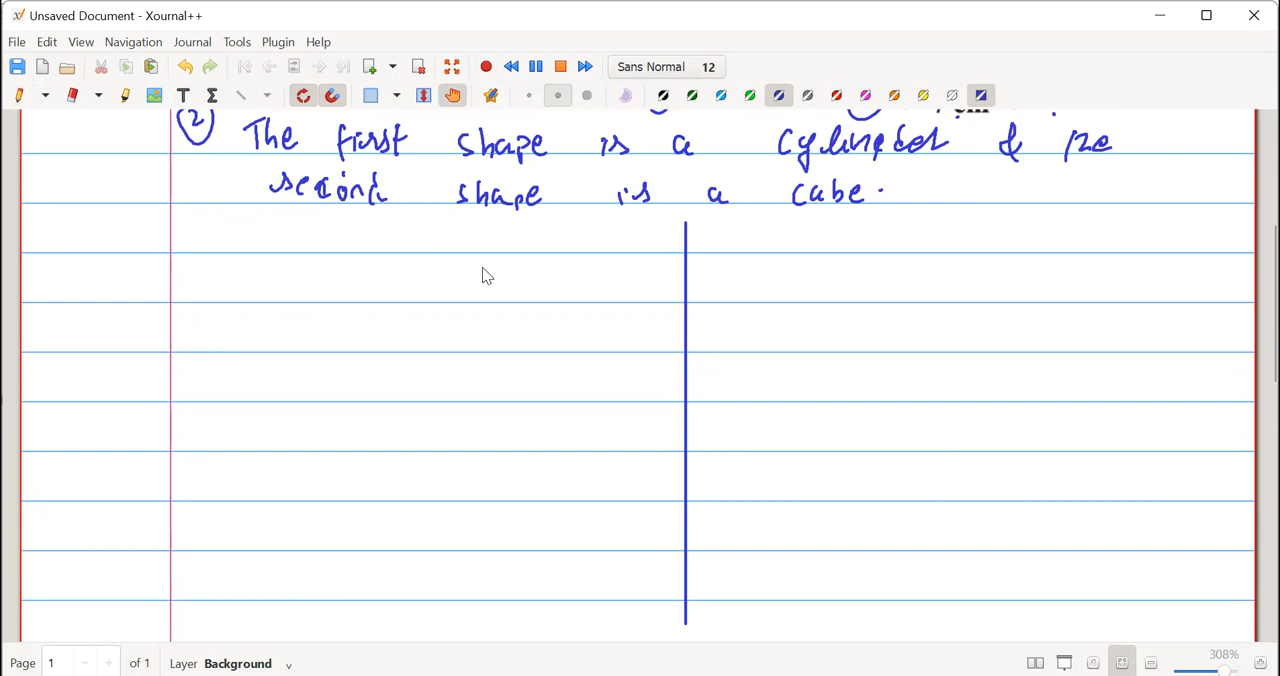 Unsaved Document - Xournal++
File Edit View Navigation Journal Tools Plugin Help
Sans Normal 12
2 The first shape is a & the
second shape is a cube.
Page 1 of 1 Layer Background 308%